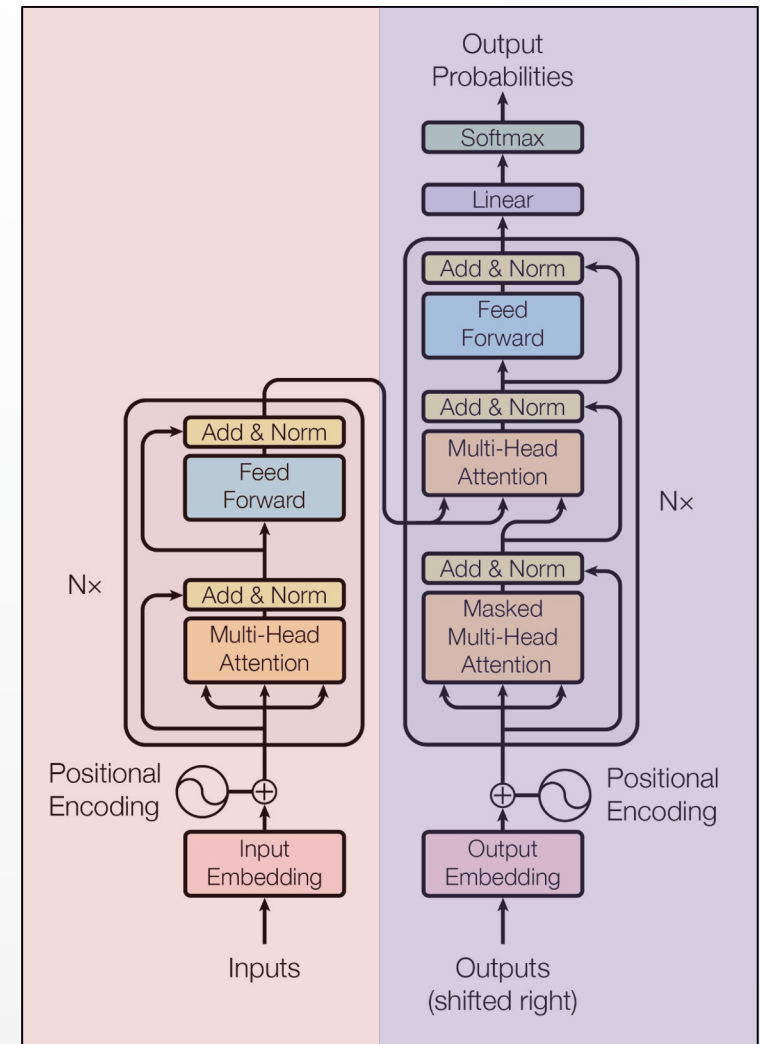 Output
Probabilities
Softmax
Linear
Add & Norm
Feed
Forward
Add & Norm
Multi-Head
Attention
Add & Norm
Masked
Multi-Head
Attention
Nx
Positional
Encoding
Output
Embedding
Outputs
(shifted right)
Add & Norm
Feed
Forward
Add & Norm
Multi-Head
Attention
Nx
Positional
Encoding
Input
Embedding
Inputs